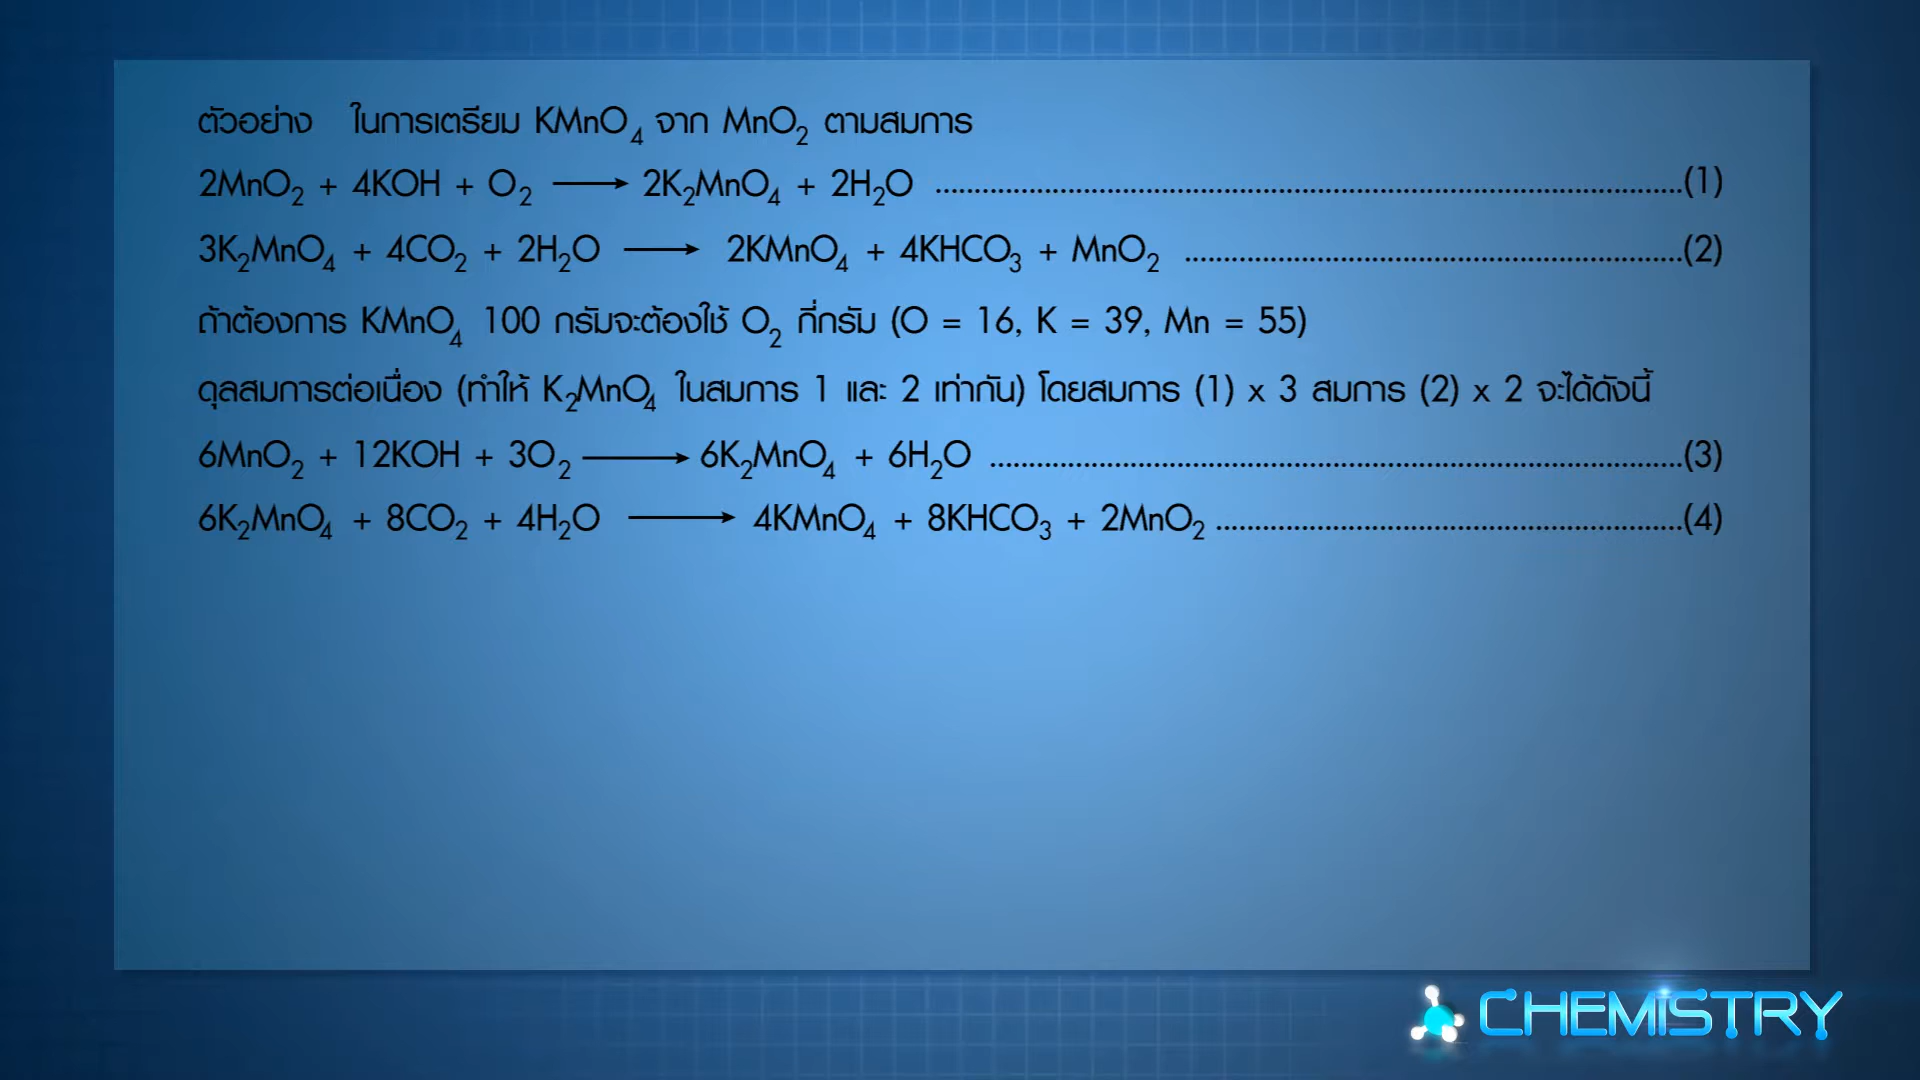 ตัวอย่าง ในการเตรียม KMnO₄ จาก MnO₂ ตามสมการ
2MnO₂ + 4KOH + O₂ ⟶ 2K₂MnO₄ + 2H₂O ................................................................(1)
3K₂MnO₄ + 4CO₂ + 2H₂O ⟶ 2KMnO₄ + 4KHCO₃ + MnO₂ ................................................(2)
ถ้าต้องการ KMnO₄ 100 กรัมจะต้องใช้ O₂ กี่กรัม (O = 16, K = 39, Mn = 55)
ดุลสมการต่อเนื่อง (ทำให้ K₂MnO₄ ในสมการ 1 และ 2 เท่ากัน) โดยสมการ (1) x 3 สมการ (2) x 2 จะได้ดังนี้
6MnO₂ + 12KOH + 3O₂ ⟶ 6K₂MnO₄ + 6H₂O ................................................................(3)
6K₂MnO₄ + 8CO₂ + 4H₂O ⟶ 4KMnO₄ + 8KHCO₃ + 2MnO₂ ................................................(4)
CHEMISTRY